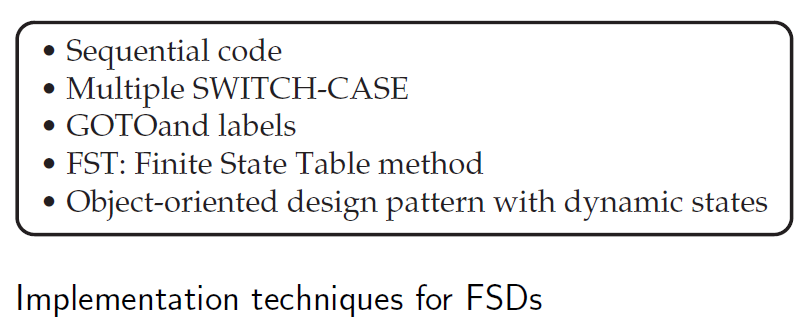 • Sequential code
• Multiple SWITCH-CASE
• GOTOand labels
• FST: Finite State Table method
• Object-oriented design pattern with dynamic states
Implementation techniques for FSDs